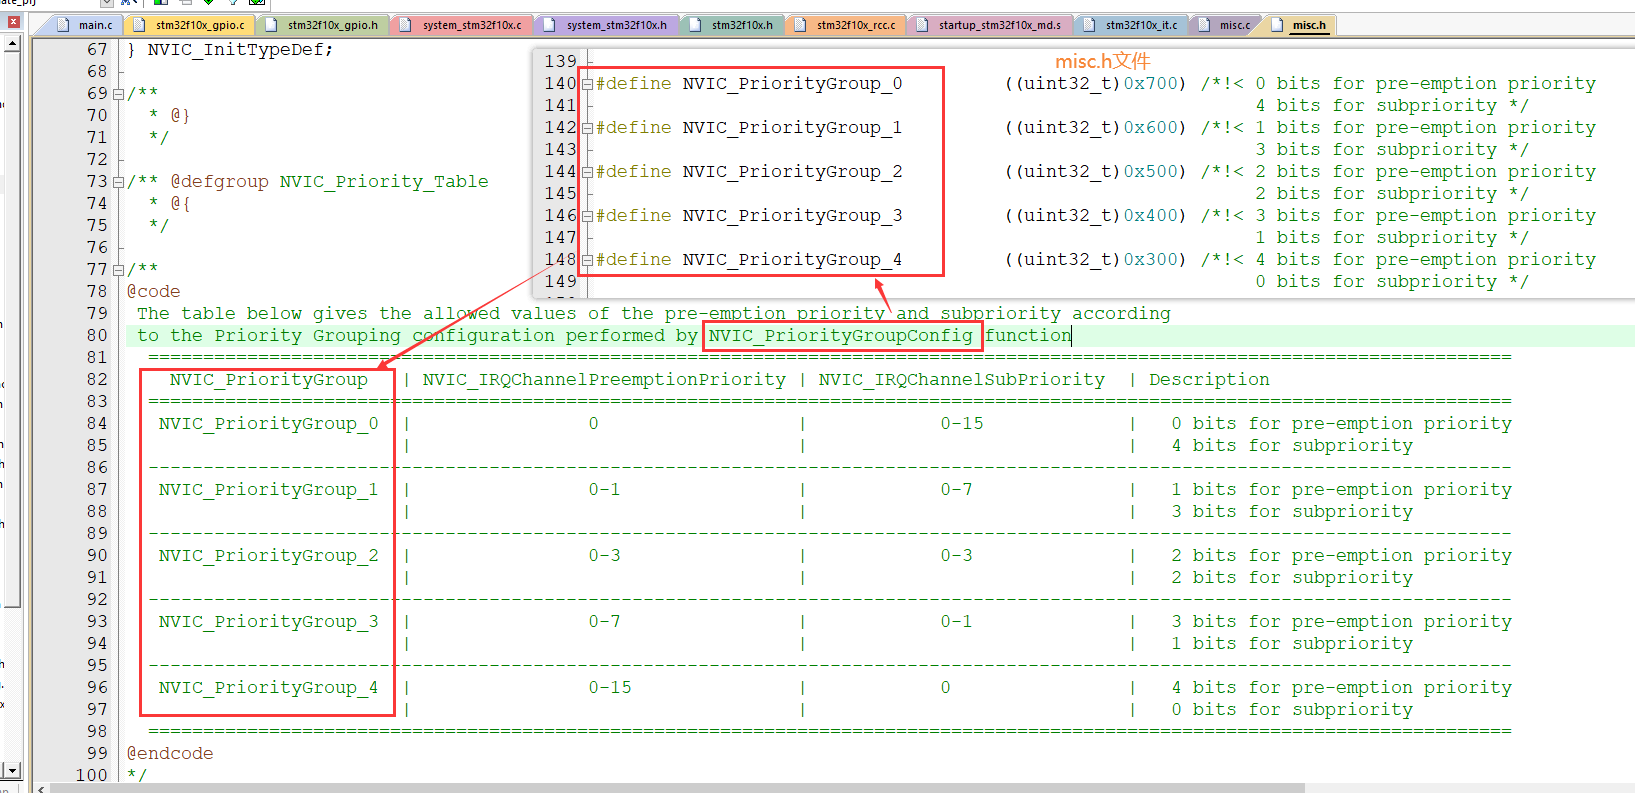 main.c stm32f10x_gpio.c stm32f10x_gpio.h system_stm32f10x.c system_stm32f10x.h stm32f10x.h stm32f10x_rcc.c startup_stm32f10x_md.s stm32f10x_it.c misc.c misc.h
67 } NVIC_InitTypeDef;
68
69 /**
70 * @}
71 */
72
73 /** @defgroup NVIC_Priority_Table
74 * @{
75 */
76
77 /**
78 @code
79 The table below gives the allowed values of the pre-emption priority and subpriority according
80 to the Priority Grouping configuration performed by NVIC_PriorityGroupConfig function
81 ============================================================================================================================
82 NVIC_PriorityGroup | NVIC_IRQChannelPreemptionPriority | NVIC_IRQChannelSubPriority | Description
83 ============================================================================================================================
84 NVIC_PriorityGroup_0 | 0 | 0-15 | 0 bits for pre-emption priority
85 | | | 4 bits for subpriority
86 ----------------------------------------------------------------------------------------------------------------------------
87 NVIC_PriorityGroup_1 | 0-1 | 0-7 | 1 bits for pre-emption priority
88 | | | 3 bits for subpriority
89 ----------------------------------------------------------------------------------------------------------------------------
90 NVIC_PriorityGroup_2 | 0-3 | 0-3 | 2 bits for pre-emption priority
91 | | | 2 bits for subpriority
92 ----------------------------------------------------------------------------------------------------------------------------
93 NVIC_PriorityGroup_3 | 0-7 | 0-1 | 3 bits for pre-emption priority
94 | | | 1 bits for subpriority
95 ----------------------------------------------------------------------------------------------------------------------------
96 NVIC_PriorityGroup_4 | 0-15 | 0 | 4 bits for pre-emption priority
97 | | | 0 bits for subpriority
98 ============================================================================================================================
99 @endcode
100 */
misc.h文件
139
140 #define NVIC_PriorityGroup_0 ((uint32_t)0x700) /*!< 0 bits for pre-emption priority
141 4 bits for subpriority */
142 #define NVIC_PriorityGroup_1 ((uint32_t)0x600) /*!< 1 bits for pre-emption priority
143 3 bits for subpriority */
144 #define NVIC_PriorityGroup_2 ((uint32_t)0x500) /*!< 2 bits for pre-emption priority
145 2 bits for subpriority */
146 #define NVIC_PriorityGroup_3 ((uint32_t)0x400) /*!< 3 bits for pre-emption priority
147 1 bits for subpriority */
148 #define NVIC_PriorityGroup_4 ((uint32_t)0x300) /*!< 4 bits for pre-emption priority
149 0 bits for subpriority */